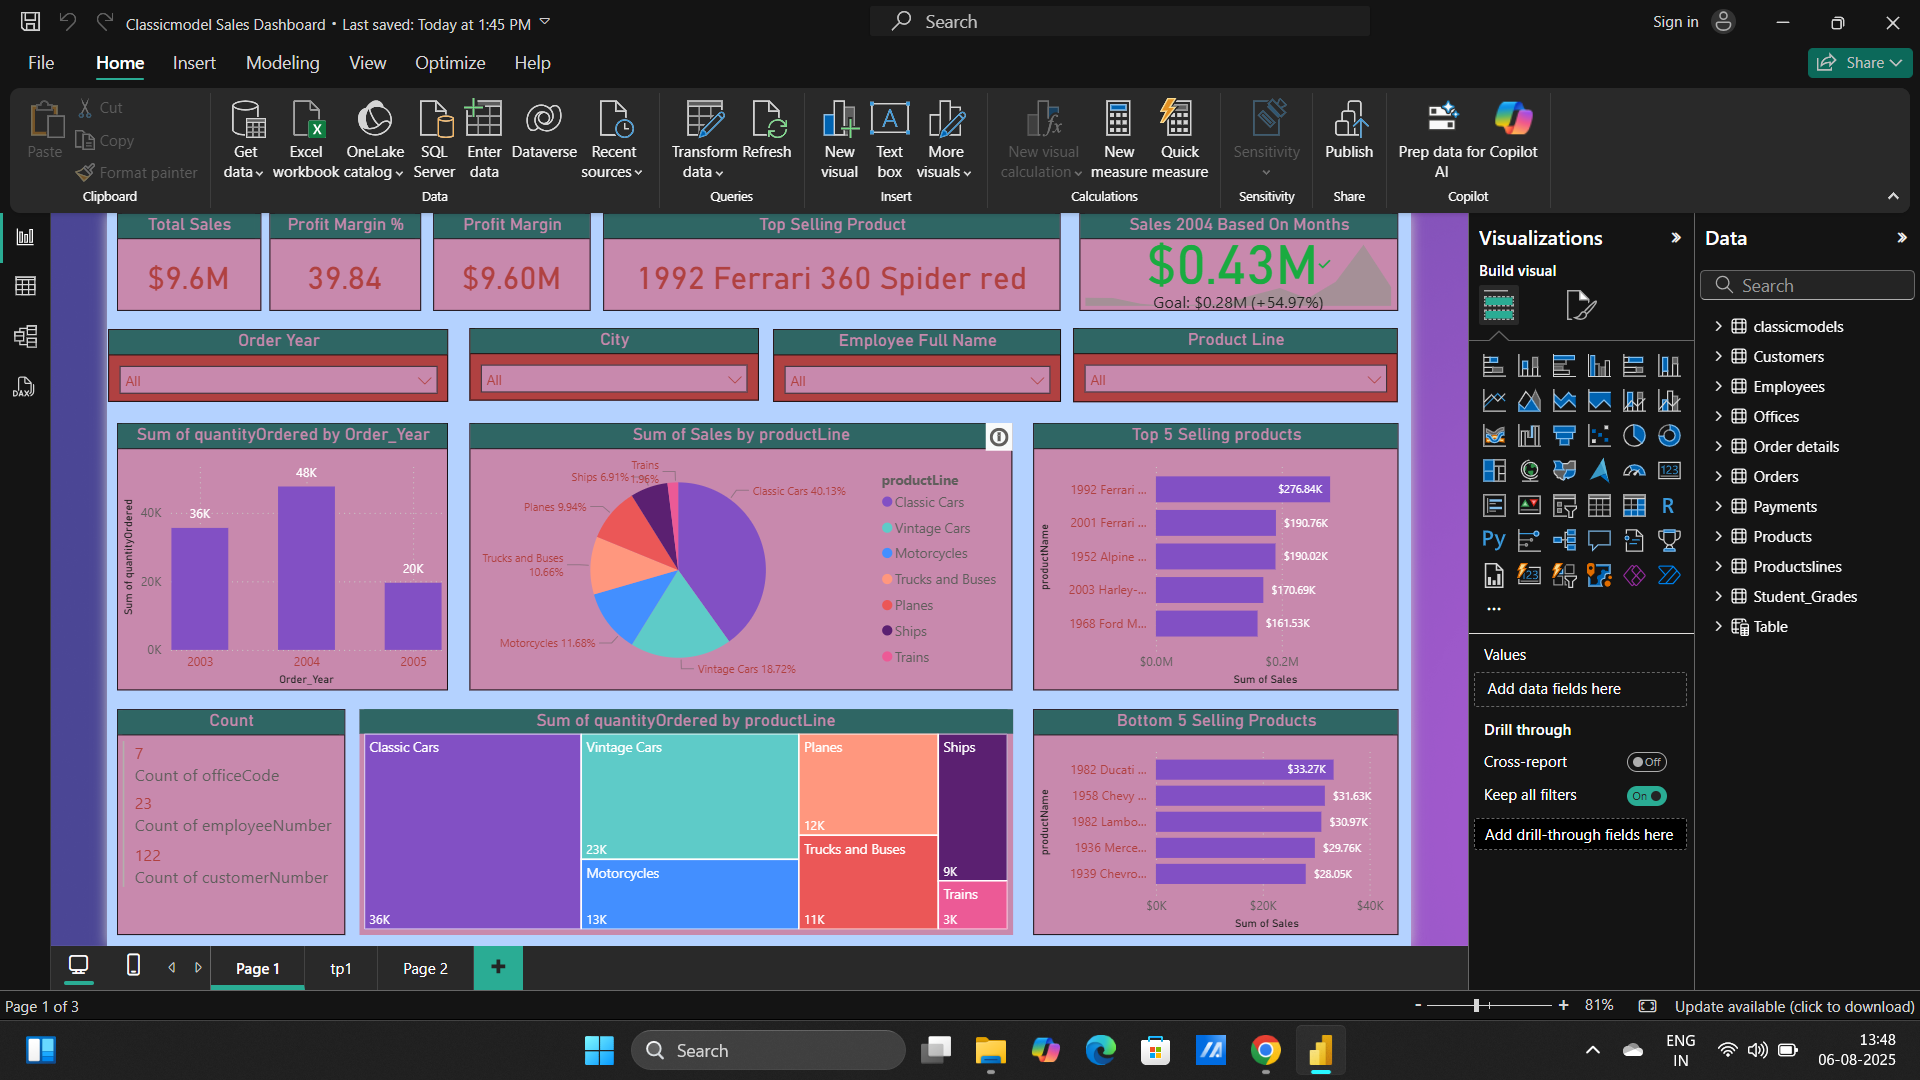 Classicmodel Sales Dashboard • Last saved: Today at 1:45 PM
Search
Sign in
File
Home
Insert
Modeling
View
Optimize
Help
Share
Paste
Cut
Copy
Format painter
Clipboard
Get data
Excel workbook
OneLake catalog
SQL Server
Enter data
Dataverse
Recent sources
Data
Transform data
Refresh
Queries
New visual
Text box
More visuals
Insert
New visual calculation
New measure
Quick measure
Calculations
Sensitivity
Sensitivity
Publish
Share
Prep data for AI
Copilot
Copilot
Total Sales
$9.6M
Profit Margin %
39.84
Profit Margin
$9.60M
Top Selling Product
1992 Ferrari 360 Spider red
Sales 2004 Based On Months
$0.43M
Goal: $0.28M (+54.97%)
Order Year
All
City
All
Employee Full Name
All
Product Line
All
Sum of quantityOrdered by Order_Year
Sum of quantityOrdered
40K
20K
0K
36K
48K
20K
2003
2004
2005
Order_Year
Sum of Sales by productLine
Trains
1.96%
Ships 6.91%
Planes 9.94%
Trucks and Buses
10.66%
Motorcycles 11.68%
Vintage Cars 18.72%
Classic Cars 40.13%
productLine
Classic Cars
Vintage Cars
Motorcycles
Trucks and Buses
Planes
Ships
Trains
Top 5 Selling products
productName
1992 Ferrari ...
$276.84K
2001 Ferrari ...
$190.76K
1952 Alpine ...
$190.02K
2003 Harley-...
$170.69K
1968 Ford M...
$161.53K
$0.0M
$0.2M
Sum of Sales
Count
7
Count of officeCode
23
Count of employeeNumber
122
Count of customerNumber
Sum of quantityOrdered by productLine
Classic Cars
36K
Vintage Cars
23K
Motorcycles
13K
Planes
12K
Trucks and Buses
11K
Ships
9K
Trains
3K
Bottom 5 Selling Products
productName
1982 Ducati ...
$33.27K
1958 Chevy ...
$31.63K
1982 Lambo...
$30.97K
1936 Merce...
$29.76K
1939 Chevro...
$28.05K
$0K
$20K
$40K
Sum of Sales
Visualizations
Build visual
Values
Add data fields here
Drill through
Cross-report
Off
Keep all filters
On
Add drill-through fields here
Data
Search
classicmodels
Customers
Employees
Offices
Order details
Orders
Payments
Products
Productslines
Student_Grades
Table
Page 1
tp1
Page 2
Page 1 of 3
- + 81%
Update available (click to download)
Search
ENG
IN
13:48
06-08-2025